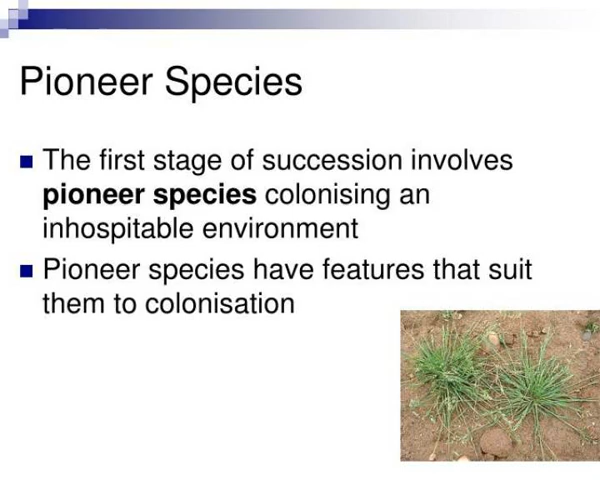 Pioneer Species
The first stage of succession involves
pioneer species colonising an
inhospitable environment
Pioneer species have features that suit
them to colonisation